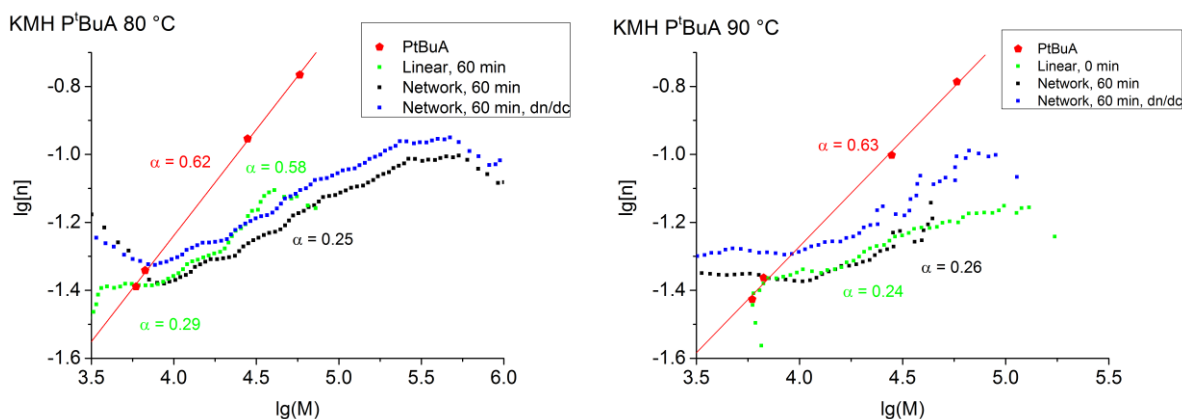 KMH PᵗBuA 80 °C
PtBuA
Linear, 60 min
Network, 60 min
Network, 60 min, dn/dc
-0.8
-1.0
-1.2
-1.4
-1.6
lg[n]
α = 0.62
α = 0.58
α = 0.25
α = 0.29
3.5 4.0 4.5 5.0 5.5 6.0
lg(M)
KMH PᵗBuA 90 °C
PtBuA
Linear, 0 min
Network, 60 min
Network, 60 min, dn/dc
-0.8
-1.0
-1.2
-1.4
-1.6
lg[n]
α = 0.63
α = 0.26
α = 0.24
3.5 4.0 4.5 5.0 5.5
lg(M)